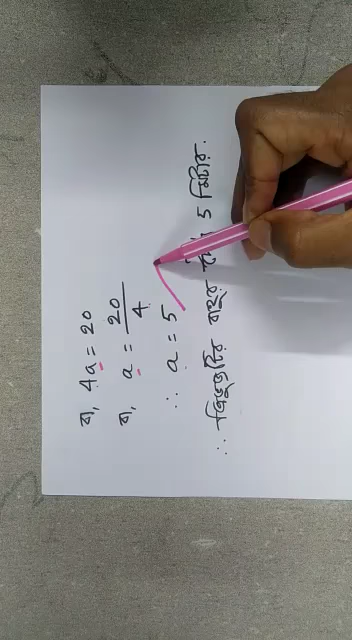 বা, 4a = 20
বা, a = 20/4
∴ a = 5
∴ ত্রিভুজটির বাহুর 5 মিটার.